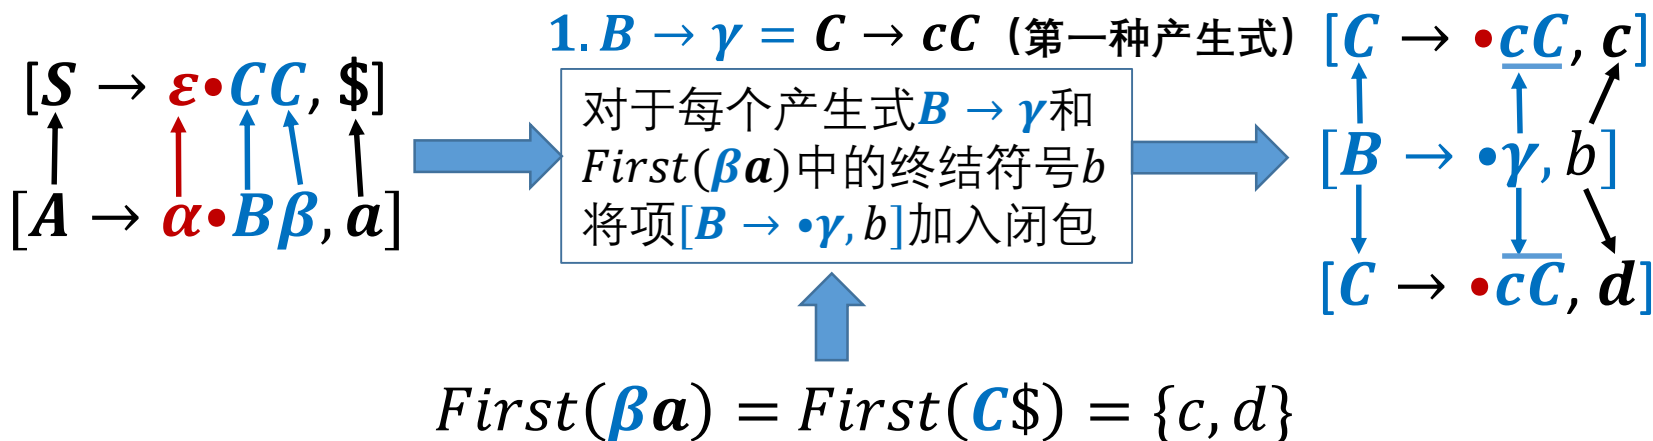 1. B → γ = C → cC（第一种产生式）
[S → ε•CC, $]
[A → α•Bβ, a]
对于每个产生式B → γ和
First(βa)中的终结符号b
将项[B → •γ, b]加入闭包
[C → •cC, c]
[B → •γ, b]
[C → •cC, d]
First(βa) = First(C$) = {c, d}